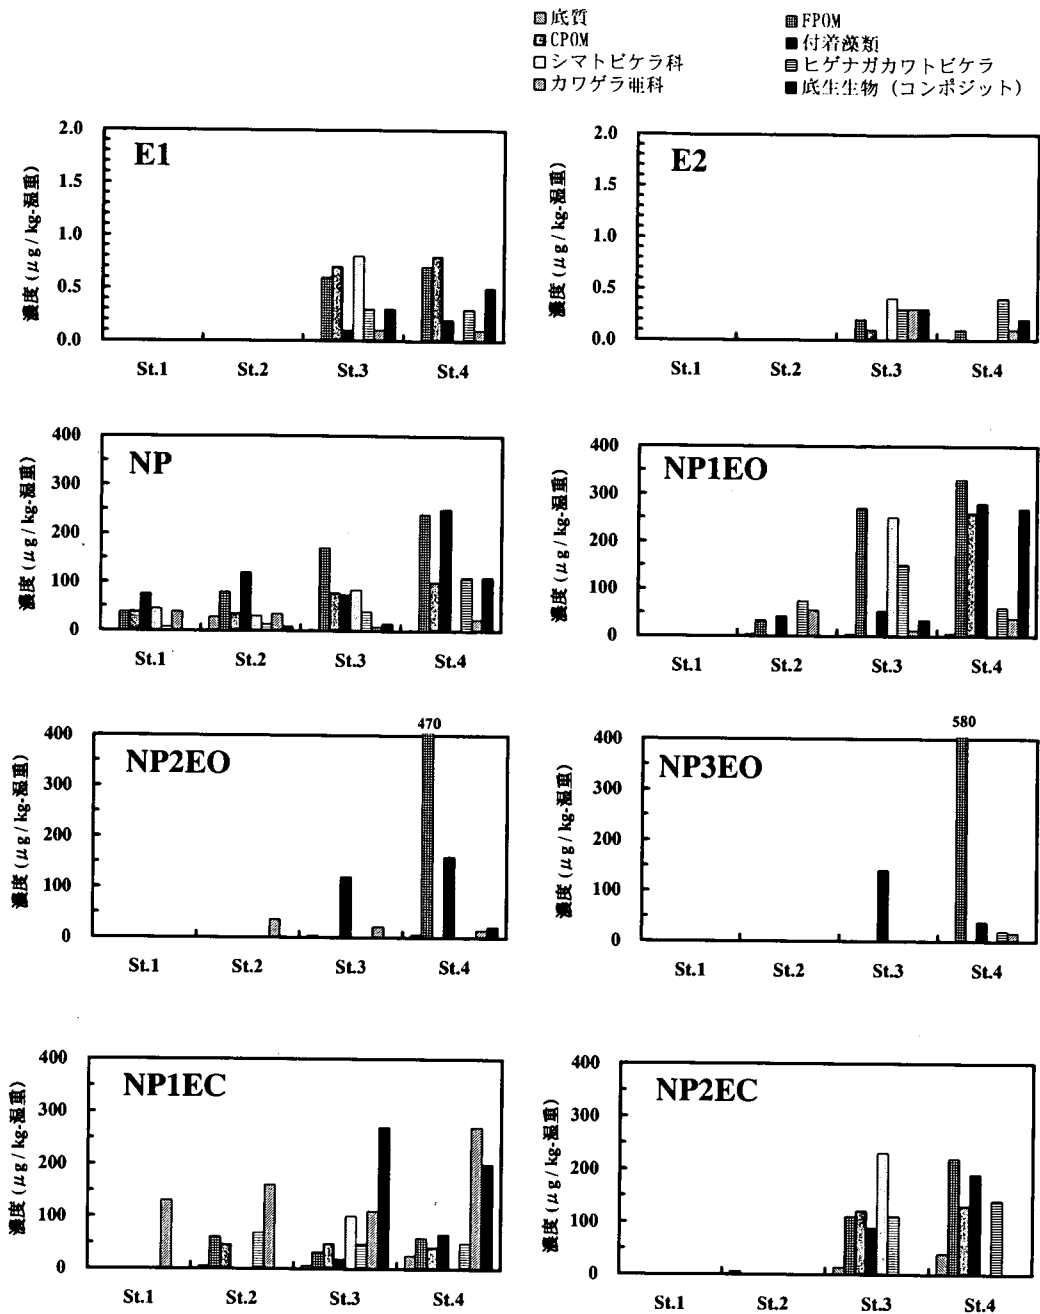 底質
FPOM
CPOM
付着藻類
シマトビケラ科
ヒゲナガカワトビケラ
カワゲラ亜科
底生生物 (コンポジット)
E1
濃度 (μg/kg-湿重)
2.0
1.5
1.0
0.5
0.0
St.1 St.2 St.3 St.4
E2
濃度 (μg/kg-湿重)
2.0
1.5
1.0
0.5
0.0
St.1 St.2 St.3 St.4
NP
濃度 (μg/kg-湿重)
400
300
200
100
0
St.1 St.2 St.3 St.4
NP1EO
濃度 (μg/kg-湿重)
400
300
200
100
0
St.1 St.2 St.3 St.4
NP2EO
470
濃度 (μg/kg-湿重)
400
300
200
100
0
St.1 St.2 St.3 St.4
NP3EO
580
濃度 (μg/kg-湿重)
400
300
200
100
0
St.1 St.2 St.3 St.4
NP1EC
濃度 (μg/kg-湿重)
400
300
200
100
0
St.1 St.2 St.3 St.4
NP2EC
濃度 (μg/kg-湿重)
400
300
200
100
0
St.1 St.2 St.3 St.4